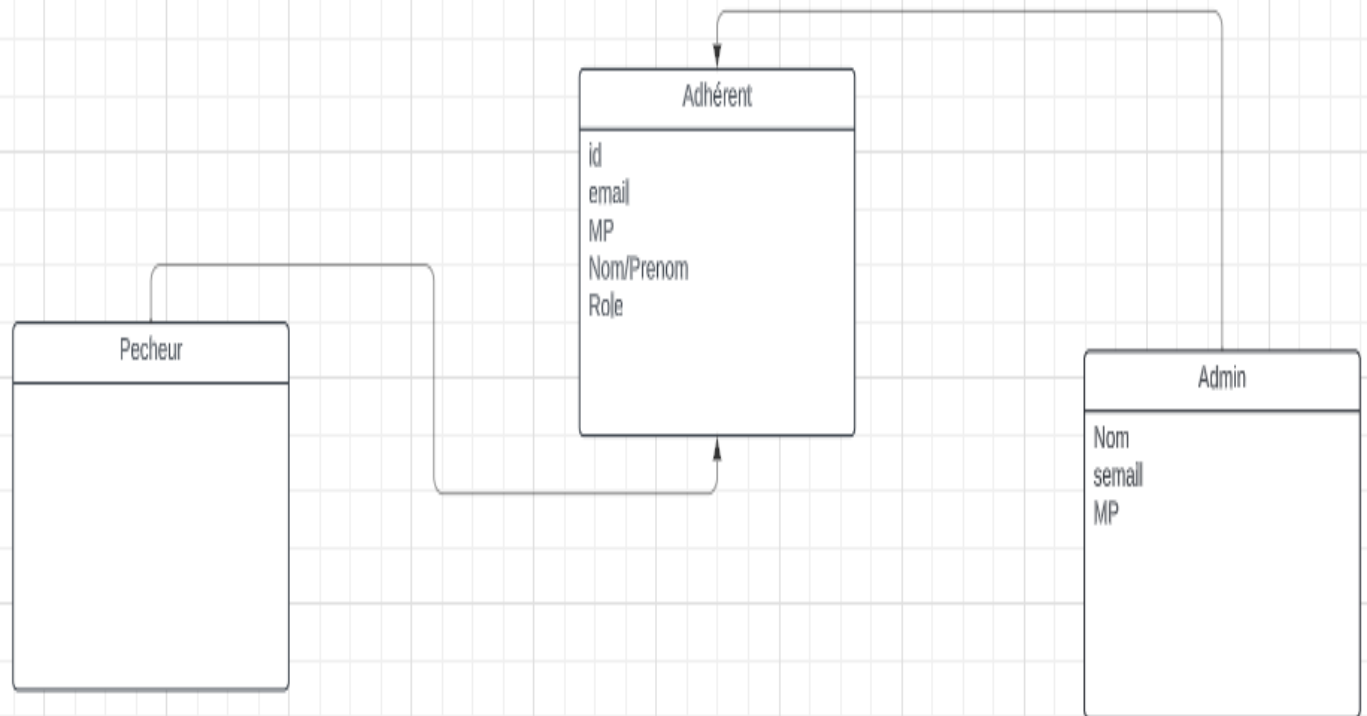 Adhérent
id
email
MP
Nom/Prenom
Role
Pecheur
Admin
Nom
semail
MP